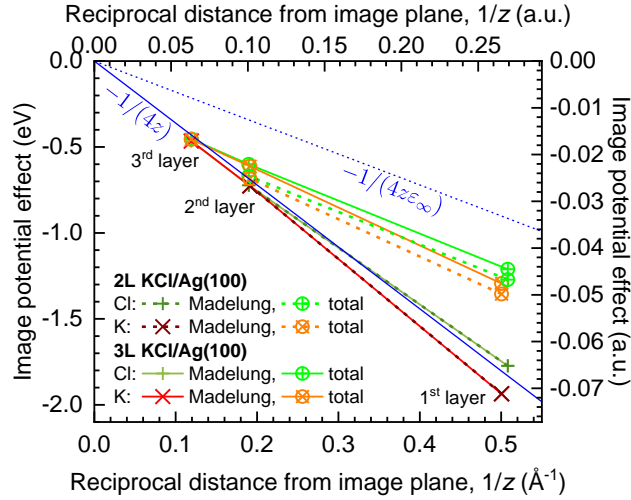 Reciprocal distance from image plane, 1/z (a.u.)
0.00 0.05 0.10 0.15 0.20 0.25
0.0 0.00
-0.5 -0.01
-1.0 -0.02
-1.5 -0.03
-2.0 -0.04
-0.05
-0.06
-0.07
Image potential effect (eV)
Image potential effect (a.u.)
−1/(4z)
−1/(4zε∞)
3rd layer
2nd layer
1st layer
2L KCl/Ag(100)
Cl: Madelung, total
K: Madelung, total
3L KCl/Ag(100)
Cl: Madelung, total
K: Madelung, total
0.0 0.1 0.2 0.3 0.4 0.5
Reciprocal distance from image plane, 1/z (Å-1)